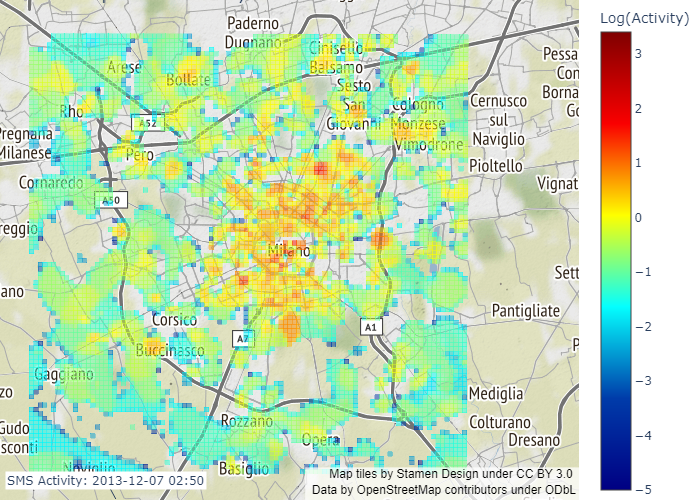 Log(Activity)
Paderno
Dugnano
Cinisello
Balsamo
Arese
Bollate
Sesto
San
Giovanni
Cologno
Monzese
Vimodrone
Pessa
Con
Borna
Go
Cernusco
sul
Naviglio
Rho
A52
Pregnana
Milanese
Pero
Pioltello
Cornaredo
A50
Vignat
reggio
Milano
Sett
ano
Corsico
Pantigliate
A7
A1
Buccinasco
P
Gaggiano
zo
Mediglia
Rozzano
Colturano
Gudo
sconti
Opera
Dresano
Noviglio
Basiglio
3
2
1
0
−1
−2
−3
−4
−5
SMS Activity: 2013-12-07 02:50
Map tiles by Stamen Design under CC BY 3.0
Data by OpenStreetMap contributors under ODbL